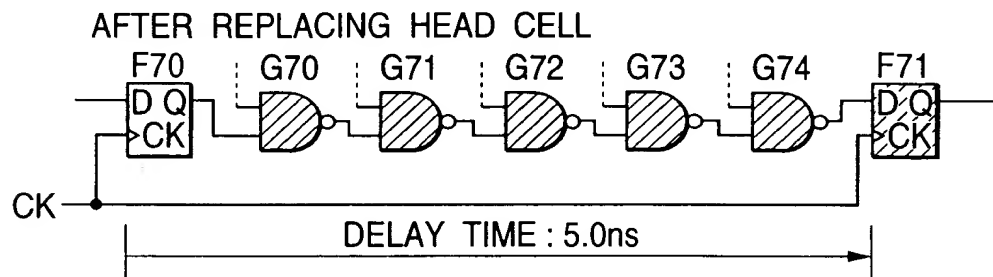 AFTER REPLACING HEAD CELL
F70 G70 G71 G72 G73 G74 F71
D Q D Q
CK CK
CK
DELAY TIME : 5.0ns